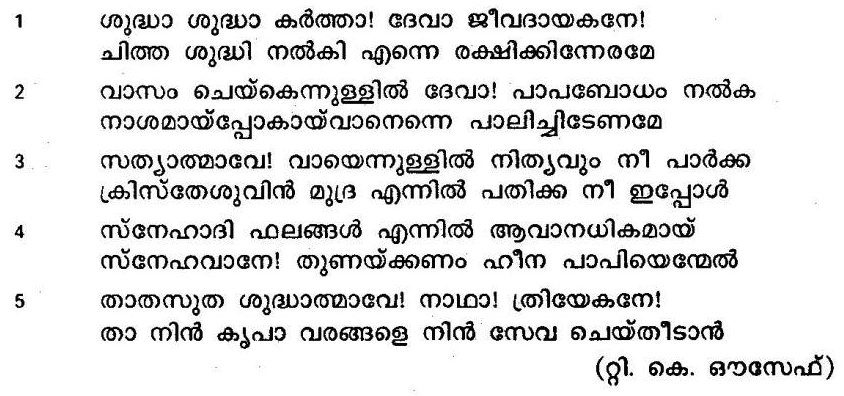 1 ശുദ്ധാ ശുദ്ധാ കർത്താ! ദേവാ ജീവദായകനേ!
ചിത്ത ശുദ്ധി നൽകി എന്നെ രക്ഷിക്കിന്നേരമേ
2 വാസം ചെയ്കെന്നുള്ളിൽ ദേവാ! പാപബോധം നൽക
നാശമായ്പ്പോകായ്‌വാനെന്നെ പാലിച്ചിടേണമേ
3 സത്യാത്മാവേ! വായെന്നുള്ളിൽ നിത്യവും നീ പാർക്ക
ക്രിസ്തേശുവിൻ മുദ്ര എന്നിൽ പതിക്ക നീ ഇപ്പോൾ
4 സ്നേഹാദി ഫലങ്ങൾ എന്നിൽ ആവാനധികമായ്
സ്നേഹവാനേ! തുണയ്ക്കണം ഹീന പാപിയെന്മേൽ
5 താതസുത ശുദ്ധാത്മാവേ! നാഥാ! ത്രിയേകനേ!
താ നിൻ കൃപാ വരങ്ങളെ നിൻ സേവ ചെയ്തീടാൻ
(റ്റി. കെ. ഔസേഫ്)